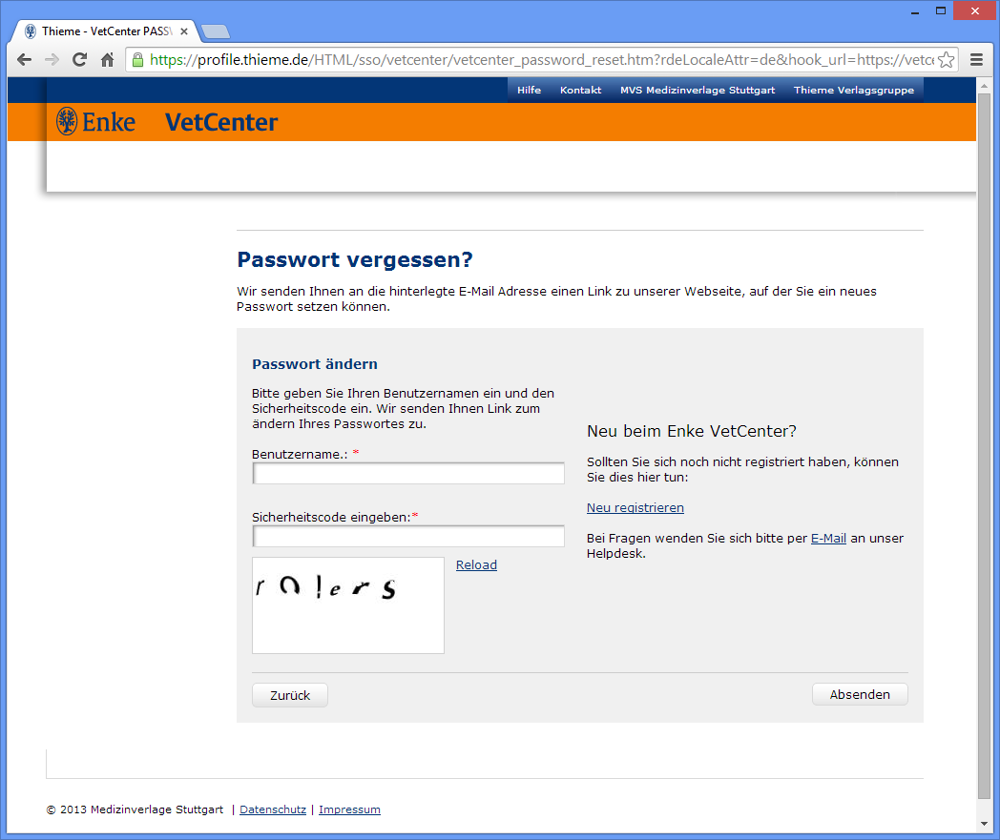 Thieme - VetCenter PASSW
https://profile.thieme.de/HTML/sso/vetcenter/vetcenter_password_reset.htm?rdeLocaleAttr=de&hook_url=https://vetce
Hilfe Kontakt MVS Medizinverlage Stuttgart Thieme Verlagsgruppe
Enke VetCenter
Passwort vergessen?
Wir senden Ihnen an die hinterlegte E-Mail Adresse einen Link zu unserer Webseite, auf der Sie ein neues
Passwort setzen können.
Passwort ändern
Bitte geben Sie Ihren Benutzernamen ein und den
Sicherheitscode ein. Wir senden Ihnen Link zum
ändern Ihres Passwortes zu.
Benutzername.: *
Sicherheitscode eingeben:*
Reload
Neu beim Enke VetCenter?
Sollten Sie sich noch nicht registriert haben, können
Sie dies hier tun:
Neu registrieren
Bei Fragen wenden Sie sich bitte per E-Mail an unser
Helpdesk.
Zurück
Absenden
© 2013 Medizinverlage Stuttgart | Datenschutz | Impressum